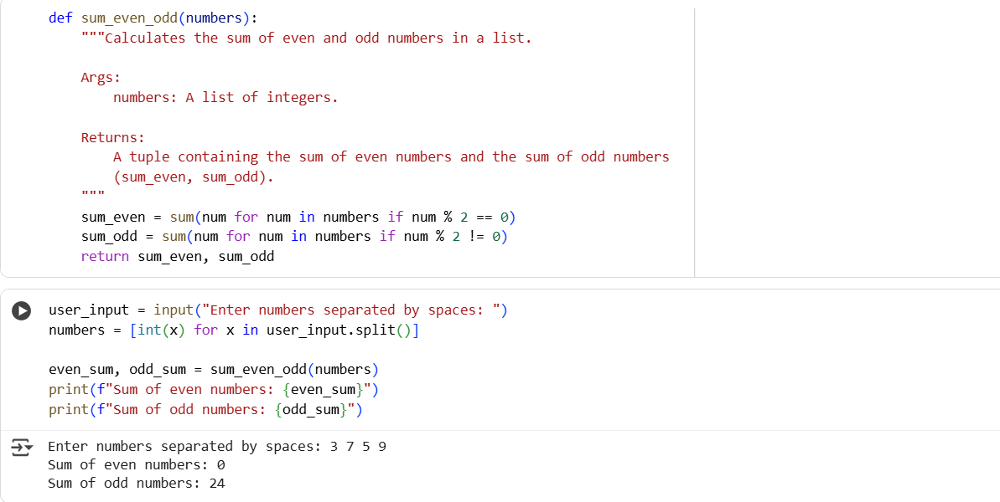 def sum_even_odd(numbers):
    """Calculates the sum of even and odd numbers in a list.

    Args:
        numbers: A list of integers.

    Returns:
        A tuple containing the sum of even numbers and the sum of odd numbers
        (sum_even, sum_odd).
    """
    sum_even = sum(num for num in numbers if num % 2 == 0)
    sum_odd = sum(num for num in numbers if num % 2 != 0)
    return sum_even, sum_odd
user_input = input("Enter numbers separated by spaces: ")
numbers = [int(x) for x in user_input.split()]

even_sum, odd_sum = sum_even_odd(numbers)
print(f"Sum of even numbers: {even_sum}")
print(f"Sum of odd numbers: {odd_sum}")
Enter numbers separated by spaces: 3 7 5 9
Sum of even numbers: 0
Sum of odd numbers: 24